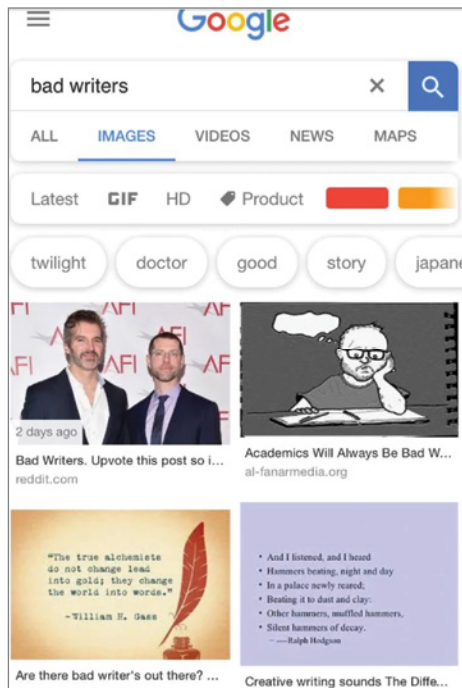 Google
bad writers
ALL IMAGES VIDEOS NEWS MAPS
Latest GIF HD Product
twilight doctor good story japane
AFI AFI AFI
AFI AFI
2 days ago
Bad Writers. Upvote this post so i...
reddit.com
Academics Will Always Be Bad W...
al-fanarmedia.org
"The true alchemists
do not change lead
into gold; they change
the world into words."
-William H. Gass
Are there bad writer's out there? ...
• And I listened, and I heard
• Hammers beating, night and day
• In a palace newly reared;
• Beating it to dust and clay:
• Other hammers, muffled hammers,
• Silent hammers of decay.
– ----Ralph Hodgson
Creative writing sounds The Diffe...